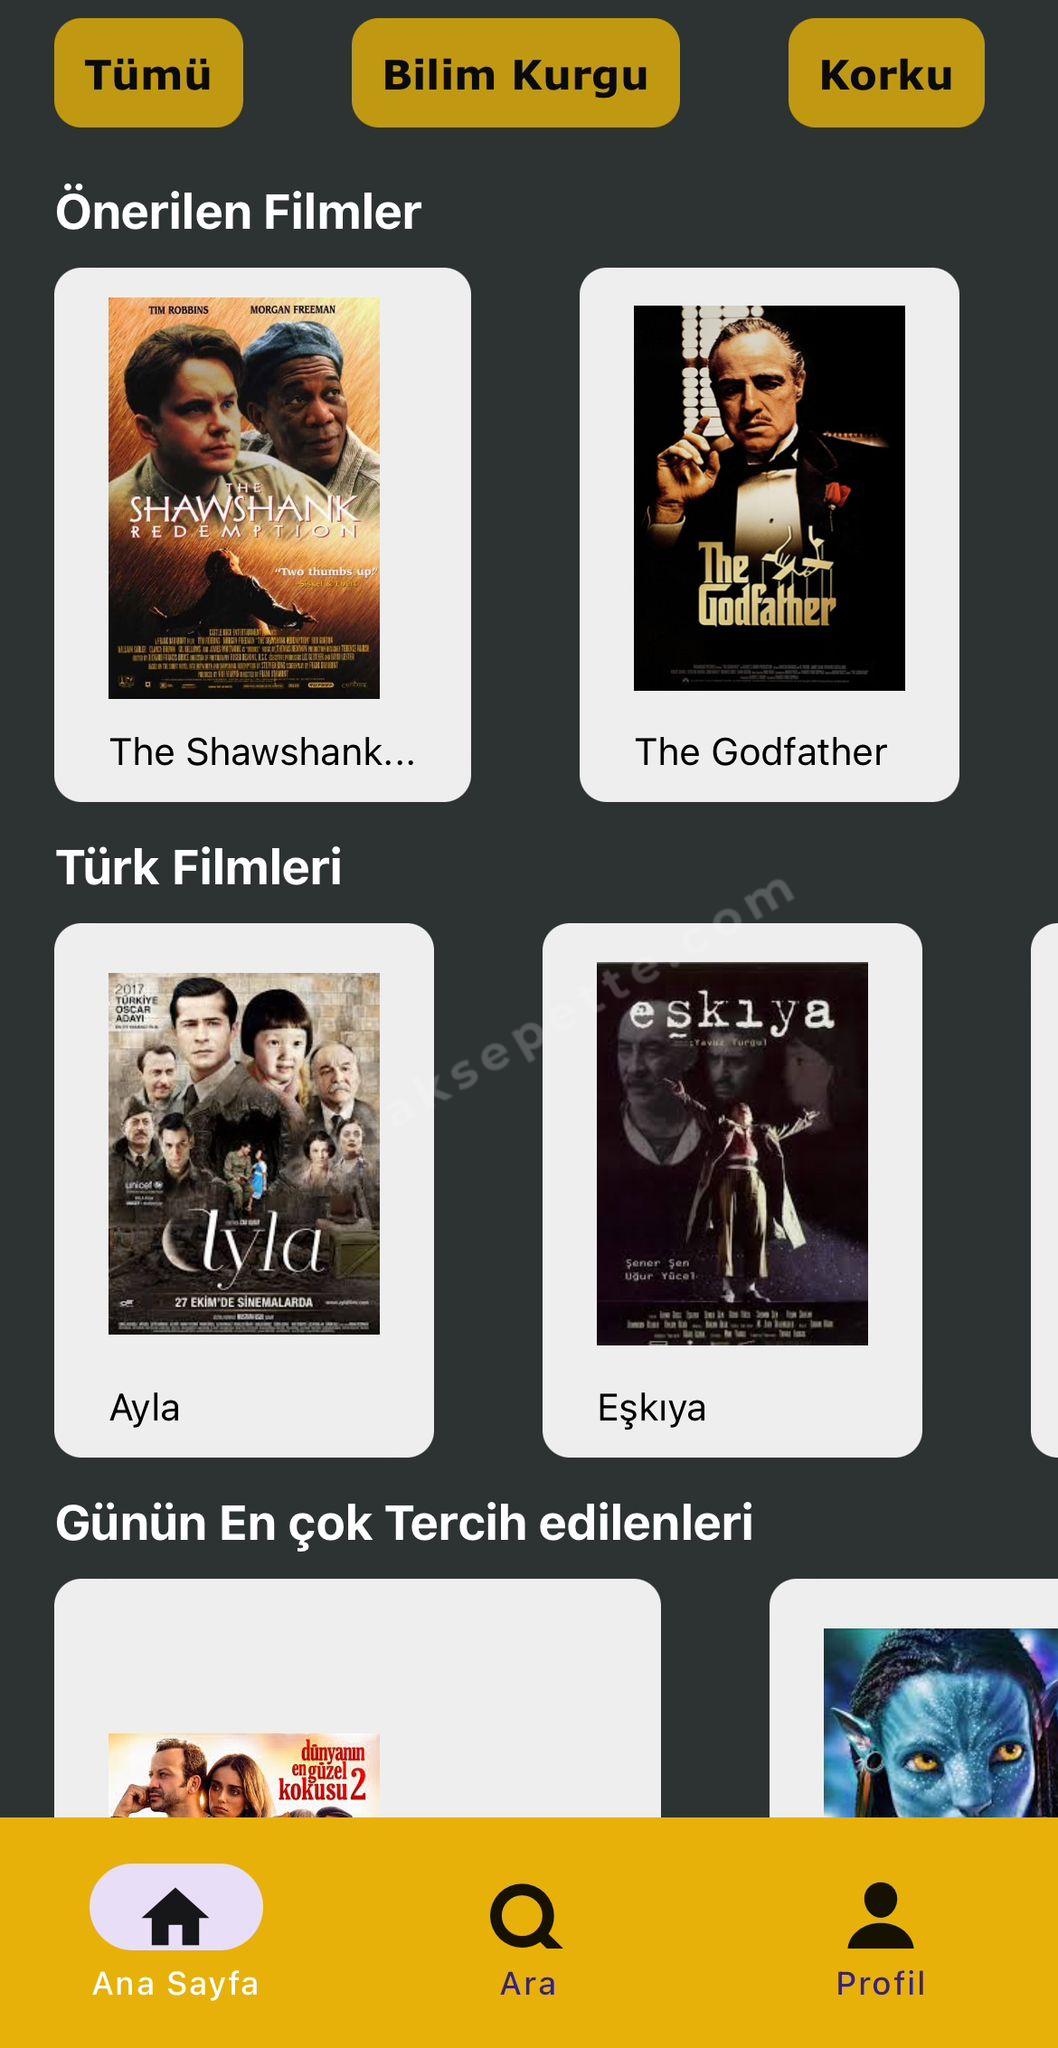 Tümü
Bilim Kurgu
Korku
Önerilen Filmler
TIM ROBBINS
MORGAN FREEMAN
THE
SHAWSHANK
REDEMPTION
"Two thumbs up!"
The Godfather
The Shawshank...
The Godfather
Türk Filmleri
2017
TÜRKİYE
OSCAR
ADAYI
unicef
Ayla
27 EKİM'DE SİNEMALARDA
eşkıya
Yavuz Turgul
Şener Şen
Uğur Yücel
Ayla
Eşkıya
Günün En çok Tercih edilenleri
dünyanın
en güzel
kokusu 2
Ana Sayfa
Ara
Profil